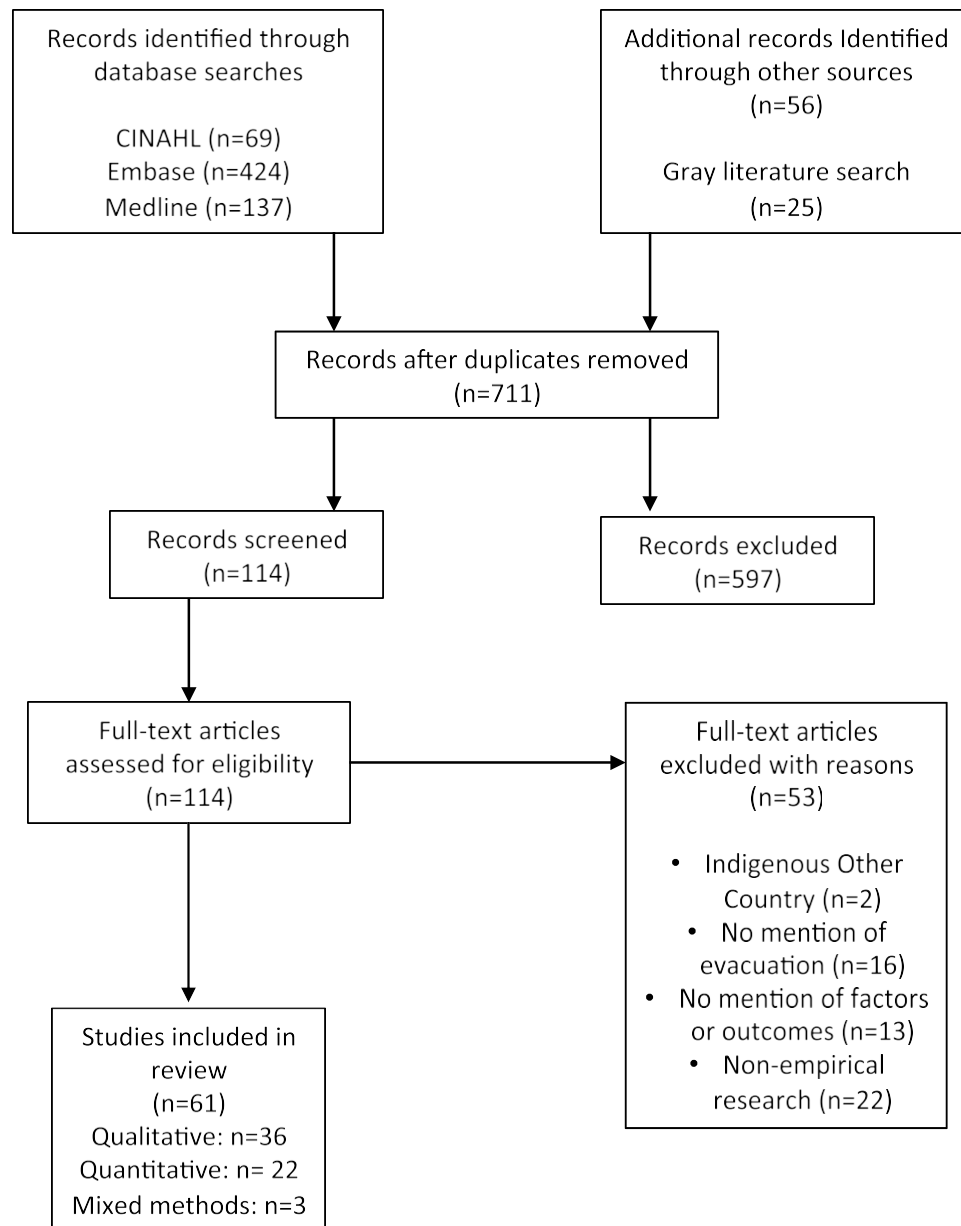 Records identified through
database searches
CINAHL (n=69)
Embase (n=424)
Medline (n=137)
Additional records Identified
through other sources
(n=56)
Gray literature search
(n=25)
Records after duplicates removed
(n=711)
Records screened
(n=114)
Records excluded
(n=597)
Full-text articles
assessed for eligibility
(n=114)
Full-text articles
excluded with reasons
(n=53)
• Indigenous Other
Country (n=2)
• No mention of
evacuation (n=16)
• No mention of factors
or outcomes (n=13)
• Non-empirical
research (n=22)
Studies included in
review
(n=61)
Qualitative: n=36
Quantitative: n= 22
Mixed methods: n=3